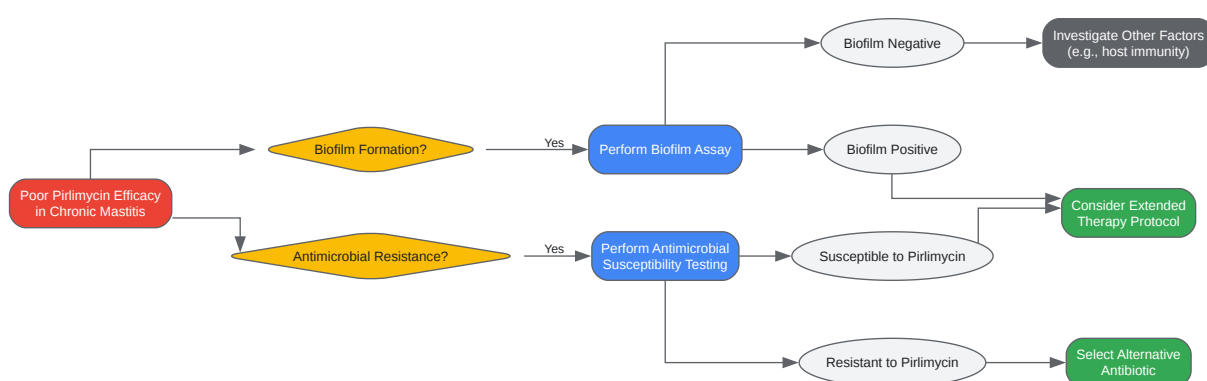 Biofilm Negative
Investigate Other Factors
(e.g., host immunity)
Biofilm Formation?
Yes
Perform Biofilm Assay
Biofilm Positive
Poor Pirlimycin Efficacy
in Chronic Mastitis
Consider Extended
Therapy Protocol
Antimicrobial Resistance?
Yes
Perform Antimicrobial
Susceptibility Testing
Susceptible to Pirlimycin
Resistant to Pirlimycin
Select Alternative
Antibiotic